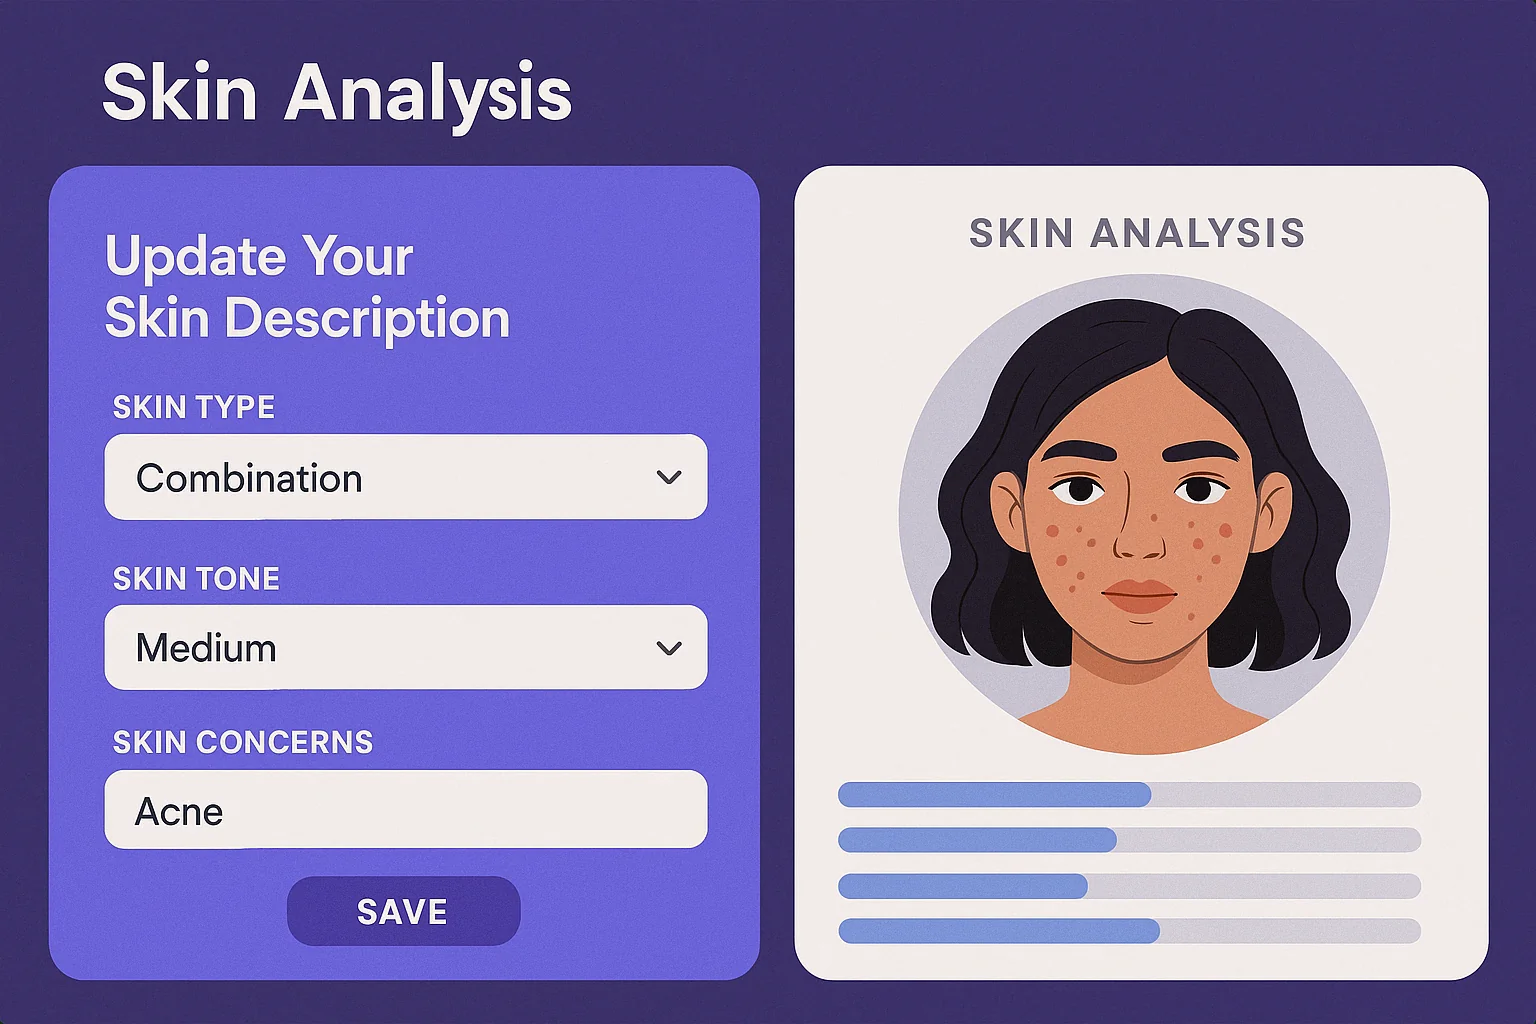 Skin Analysis
Update Your
Skin Description
SKIN TYPE
Combination
SKIN TONE
Medium
SKIN CONCERNS
Acne
SAVE
SKIN ANALYSIS